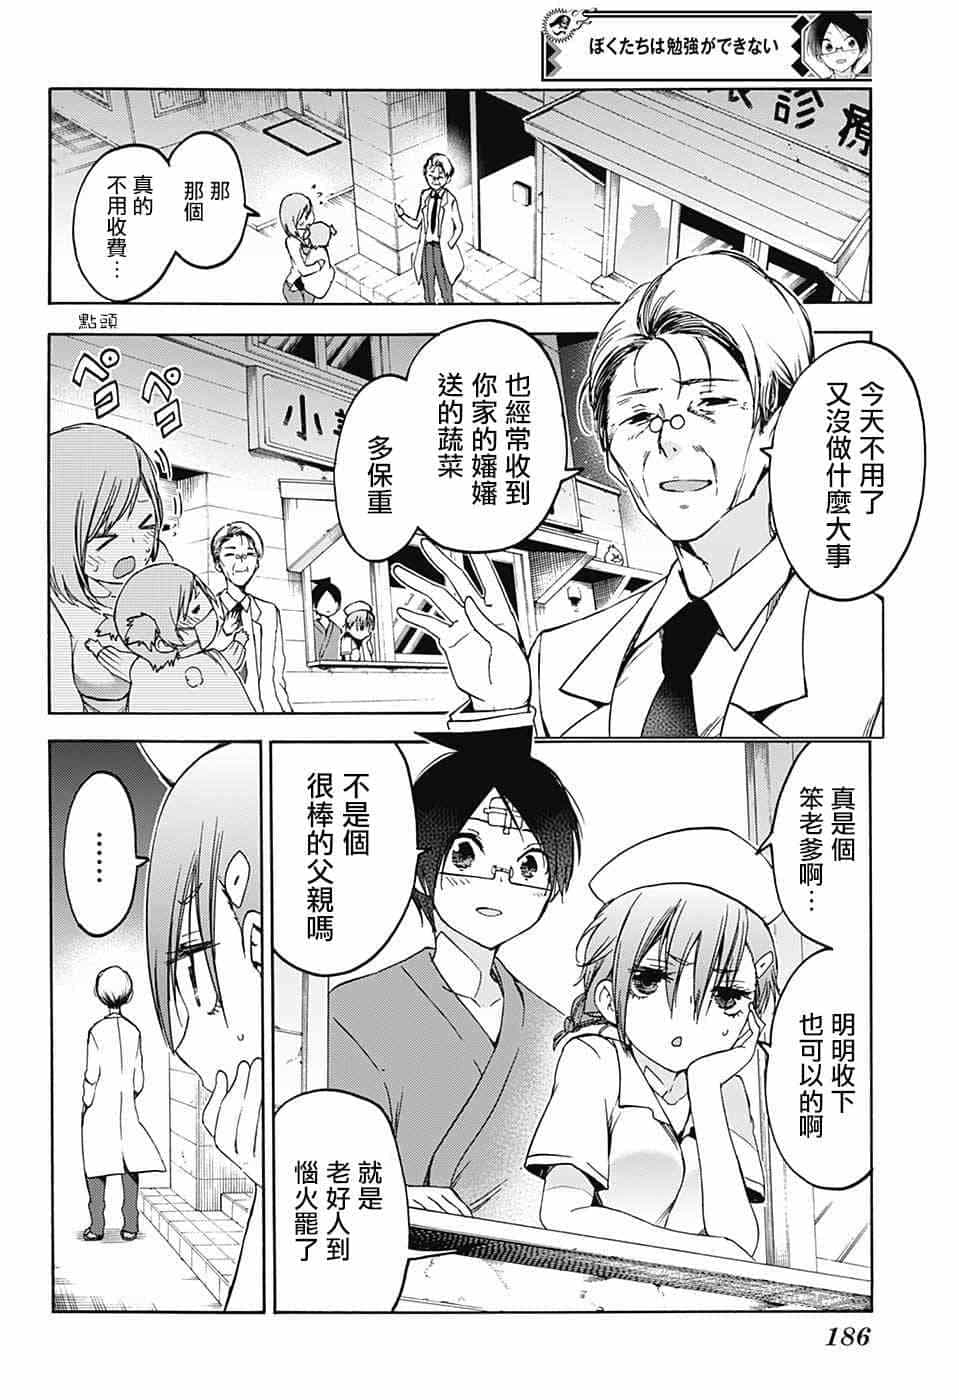 ぼくたちは勉強ができない
診療
那
那個
真的
不用收費…
點頭
今天不用了
又沒做什麼大事
也經常收到
你家的嬸嬸
送的蔬菜
多保重
ペコ
ペコ
小
真是個
笨老爹啊…
明明收下
也可以的啊
不是個
很棒的父親嗎
就是
老好人到
惱火罷了
……
186